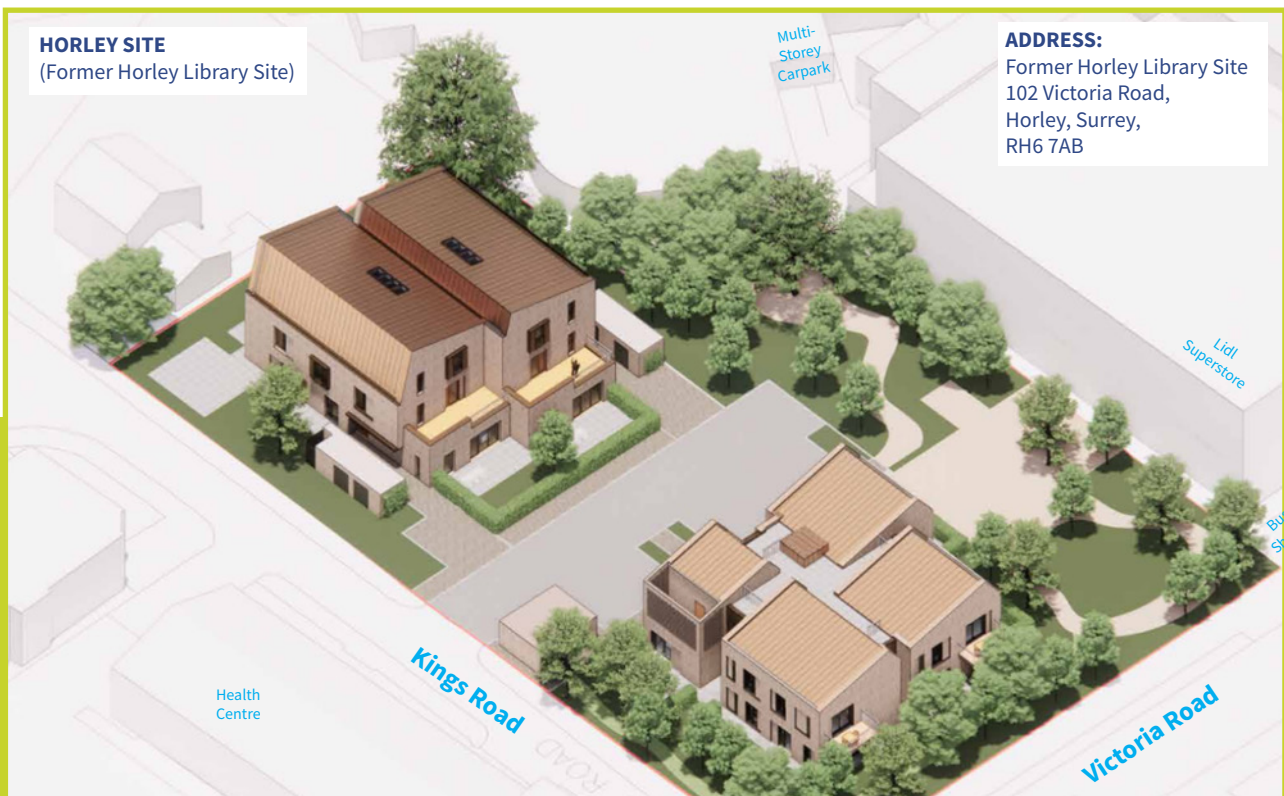 HORLEY SITE
(Former Horley Library Site)
Multi-
Storey
Carpark
ADDRESS:
Former Horley Library Site
102 Victoria Road,
Horley, Surrey,
RH6 7AB
Lidl
Superstore
Health
Centre
Kings Road
ROAD
Victoria Road